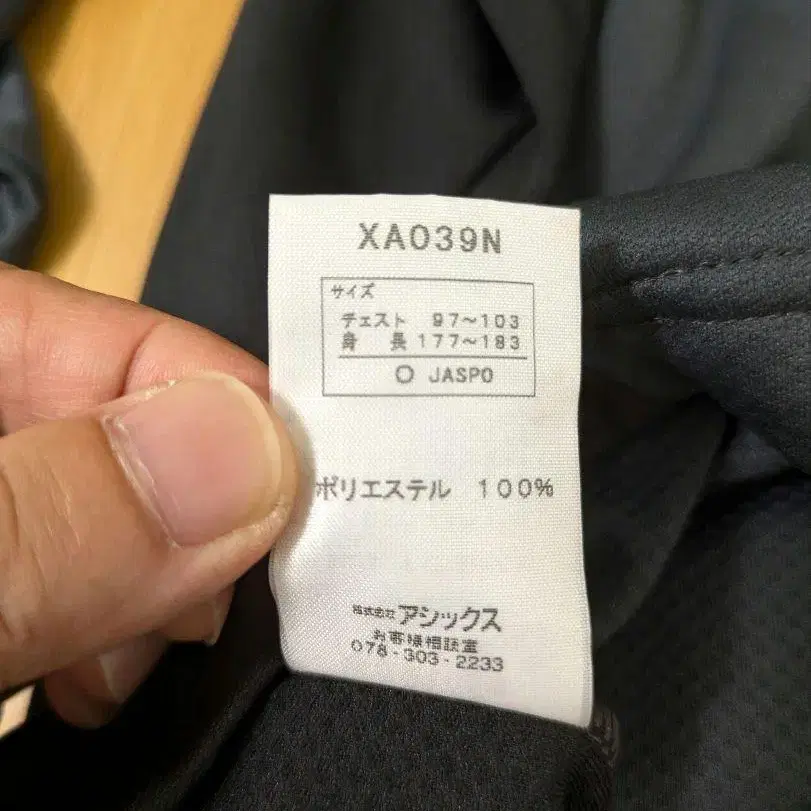 XA039N
サイズ
チェスト 97～103
身長 177～183
O JASPO
ポリエステル 100%
株式会社アシックス
お客様相談室
078-303-2233